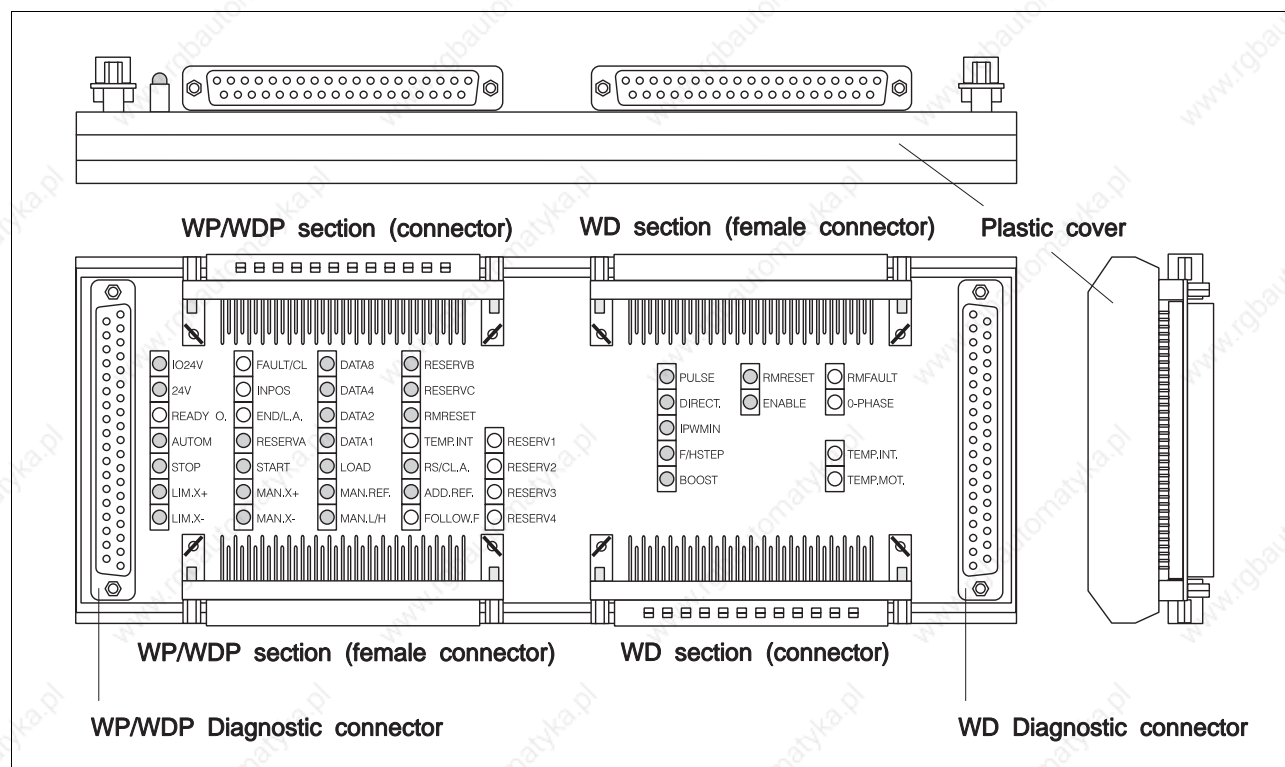 WP/WDP section (connector)
WD section (female connector)
Plastic cover
IO24V FAULT/CL DATA8 RESERVB
24V INPOS DATA4 RESERVC
READY O. END/L.A. DATA2 RMRESET
AUTOM RESERVA DATA1 TEMP.INT RESERV1
STOP START LOAD RS/CL.A. RESERV2
LIM.X+ MAN.X+ MAN.REF. ADD.REF. RESERV3
LIM.X- MAN.X- MAN.L/H FOLLOW.F RESERV4
PULSE RMRESET RMFAULT
DIRECT. ENABLE 0-PHASE
IPWMIN
F/HSTEP TEMP.INT.
BOOST TEMP.MOT.
WP/WDP section (female connector)
WD section (connector)
WP/WDP Diagnostic connector
WD Diagnostic connector
www.rgbautomatyka.pl